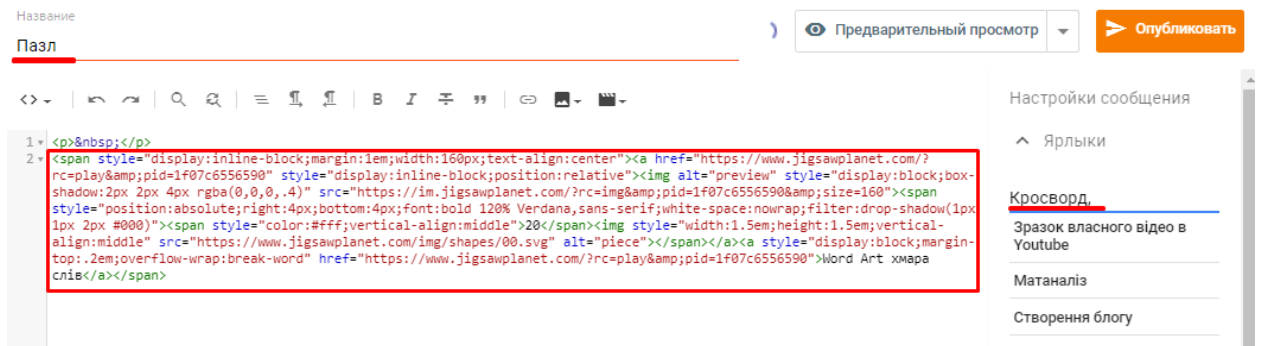 Название
Пазл
Предварительный просмотр
Опубликовать
B I T
Настройки сообщения
Ярлыки
Кросворд,
Зразок власного відео в
Youtube
Матаналіз
Створення блогу
1 <p>&nbsp;</p>
2 <span style="display:inline-block;margin:1em;width:160px;text-align:center"><a href="https://www.jigsawplanet.com/?
rc=play&amp;pid=1f07c6556590" style="display:inline-block;position:relative"><img alt="preview" style="display:block;box-
shadow:2px 2px 4px rgba(0,0,0,.4)" src="https://im.jigsawplanet.com/?rc=img&amp;pid=1f07c6556590&amp;size=160"><span
style="position:absolute;right:4px;bottom:4px;font:bold 120% Verdana,sans-serif;white-space:nowrap;filter:drop-shadow(1px
1px 2px #000)"><span style="color:#fff;vertical-align:middle">20</span><img style="width:1.5em;height:1.5em;vertical-
align:middle" src="https://www.jigsawplanet.com/img/shapes/00.svg" alt="piece"></span></a><a style="display:block;margin-
top:.2em;overflow-wrap:break-word" href="https://www.jigsawplanet.com/?rc=play&amp;pid=1f07c6556590">Word Art хмара
слів</a></span>